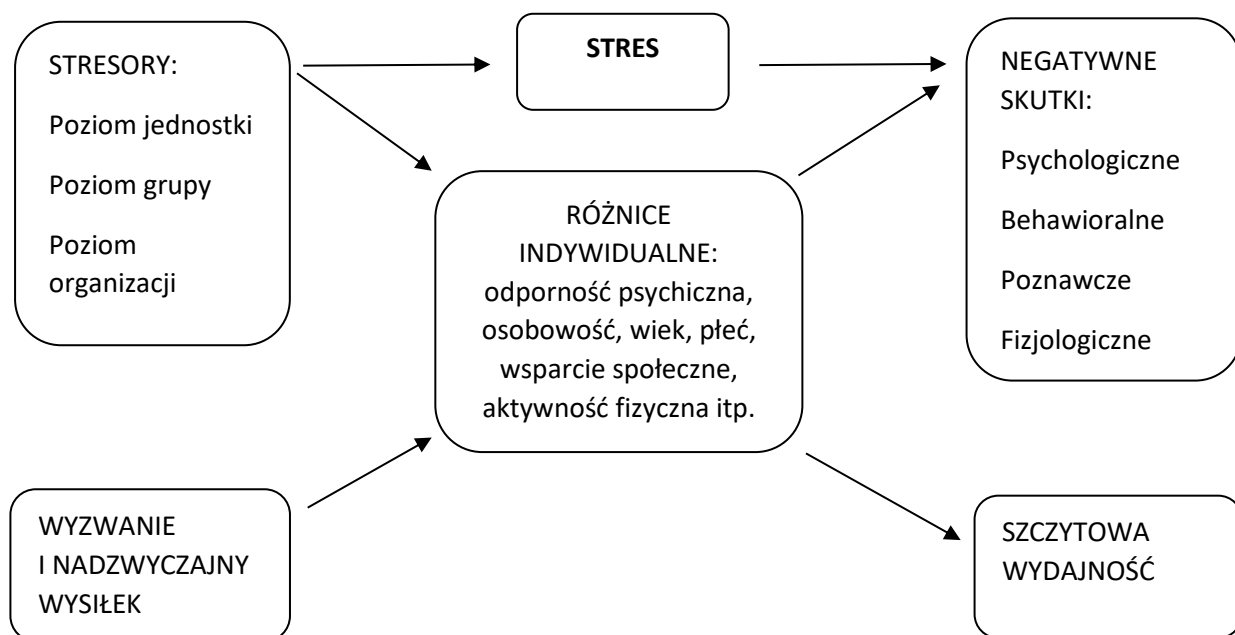 STRESORY:
Poziom jednostki
Poziom grupy
Poziom
organizacji
STRES
NEGATYWNE
SKUTKI:
Psychologiczne
Behawioralne
Poznawcze
Fizjologiczne
RÓŻNICE
INDYWIDUALNE:
odporność psychiczna,
osobowość, wiek, płeć,
wsparcie społeczne,
aktywność fizyczna itp.
WYZWANIE
I NADZWYCZAJNY
WYSIŁEK
SZCZYTOWA
WYDAJNOŚĆ